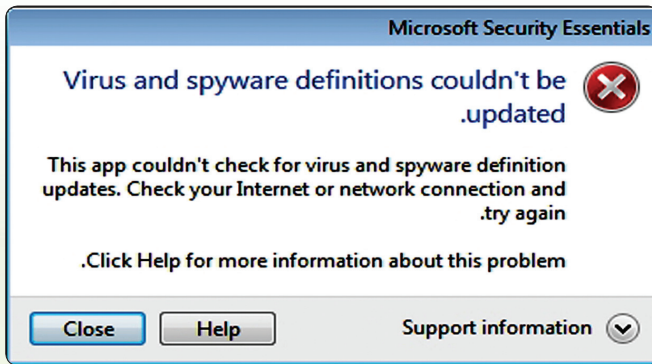 Microsoft Security Essentials
Virus and spyware definitions couldn't be
.updated
This app couldn't check for virus and spyware definition
updates. Check your Internet or network connection and
.try again
.Click Help for more information about this problem
Close Help Support information